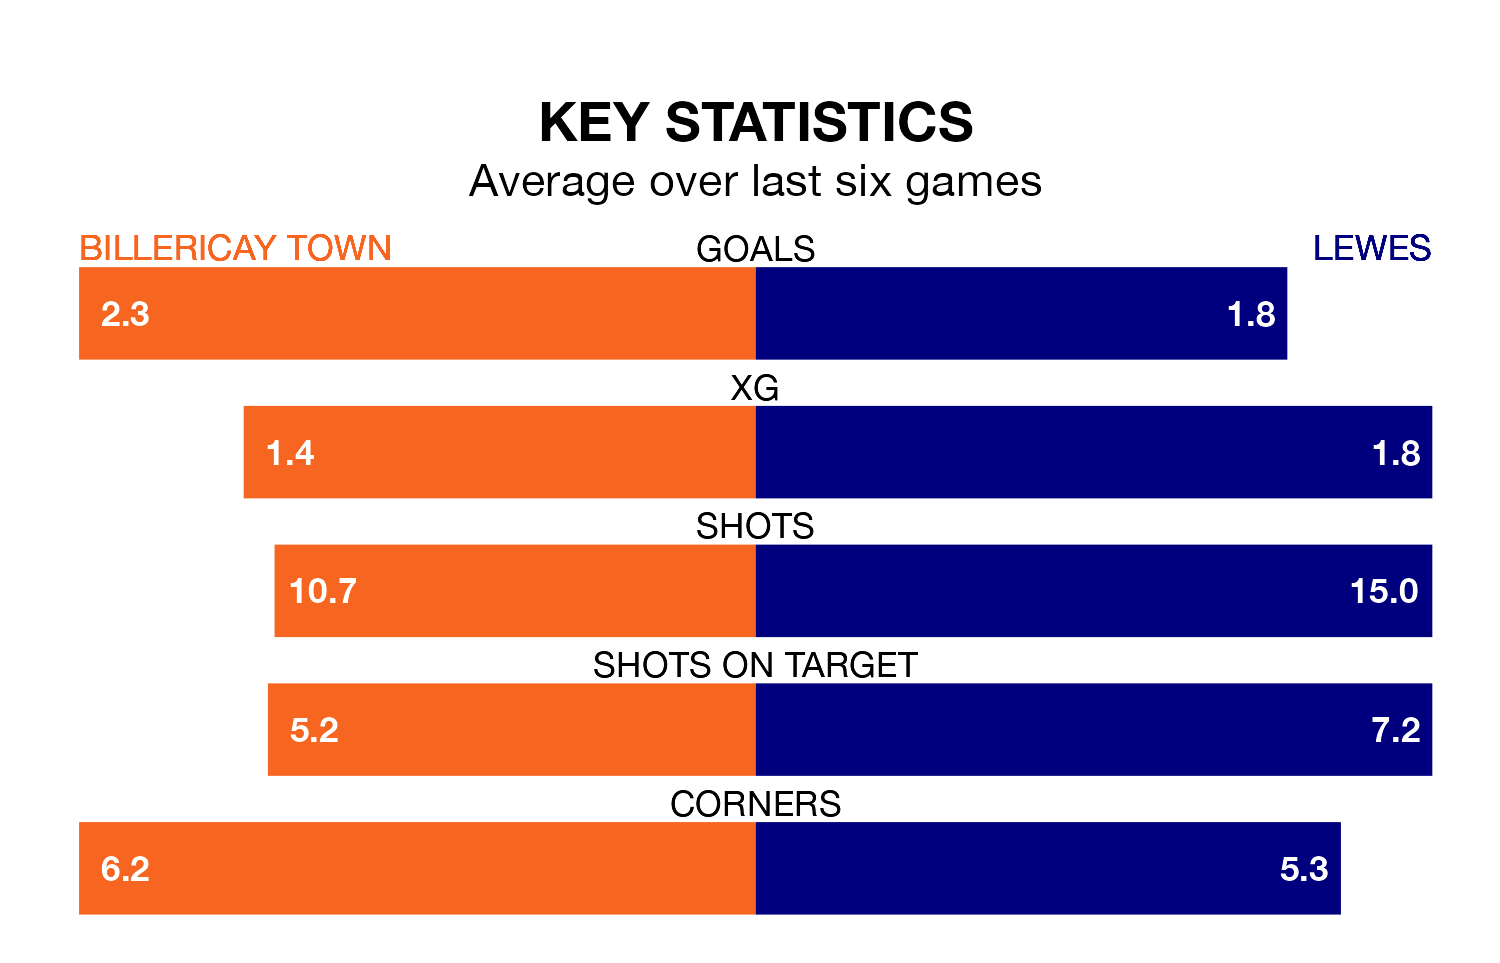 KEY STATISTICS
Average over last six games
BILLERICAY TOWN GOALS LEWES
2.3 1.8
XG
1.4 1.8
SHOTS
10.7 15.0
SHOTS ON TARGET
5.2 7.2
CORNERS
6.2 5.3